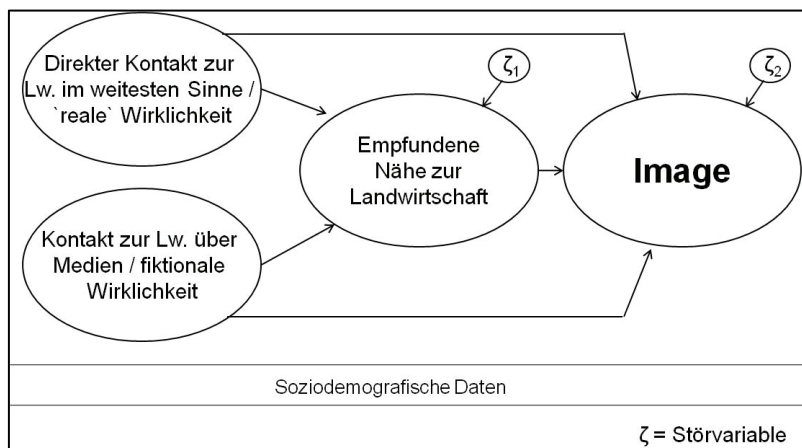 Direkter Kontakt zur
Lw. im weitesten Sinne /
`reale` Wirklichkeit
ζ1
ζ2
Empfundene
Nähe zur
Landwirtschaft
Image
Kontakt zur Lw. über
Medien / fiktionale
Wirklichkeit
Soziodemografische Daten
ζ = Störvariable